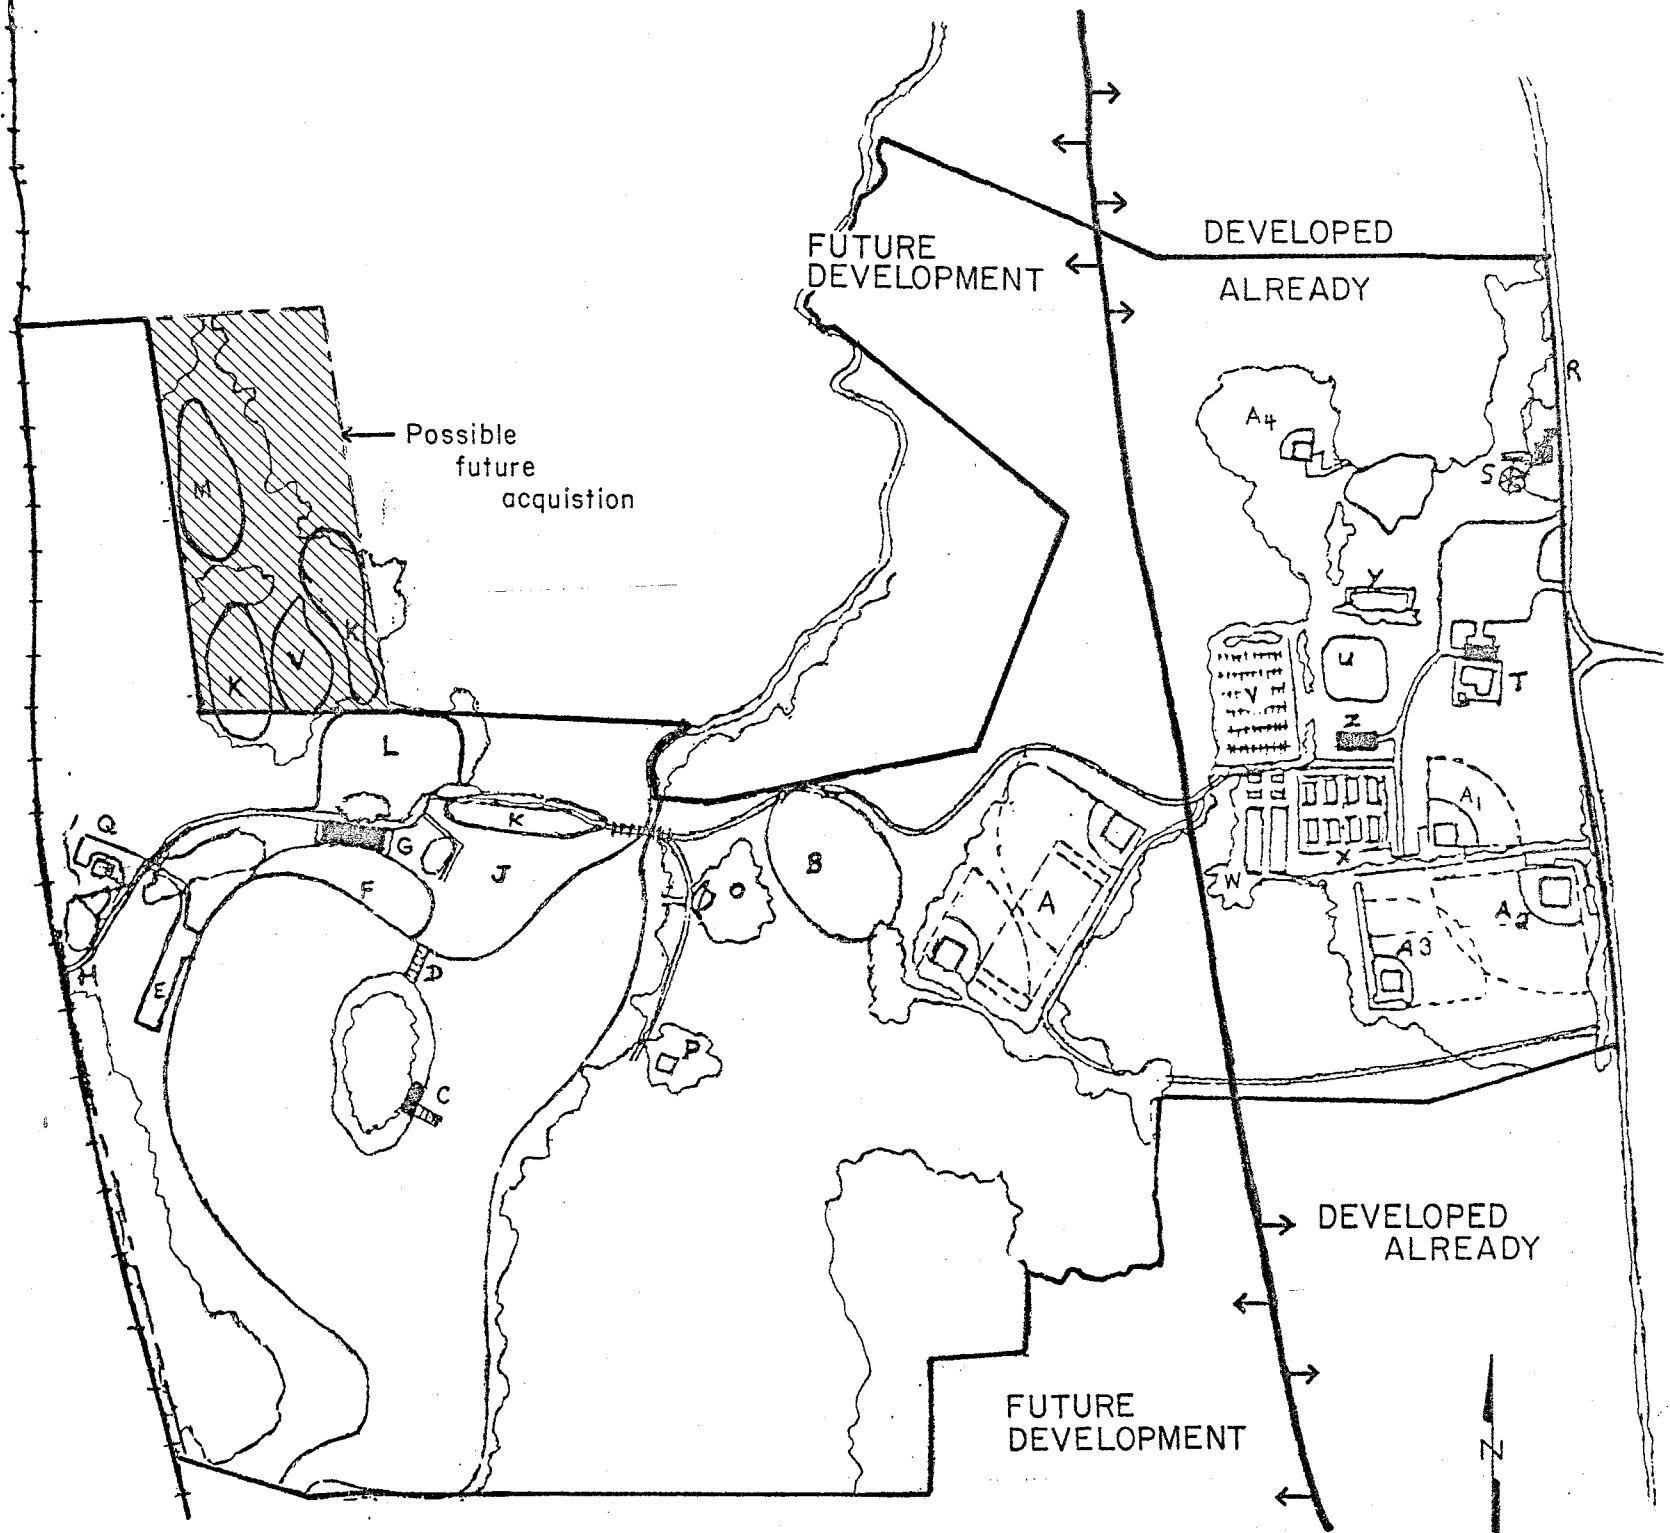 FUTURE
DEVELOPMENT
DEVELOPED
ALREADY
R
A4
S
Possible
future
acquistion
M
Y
K
V
K
U
T
V
Z
L
K
A1
Q
G
J
X
F
B
O
A
W
A2
A3
H
E
D
P
C
DEVELOPED
ALREADY
FUTURE
DEVELOPMENT
N